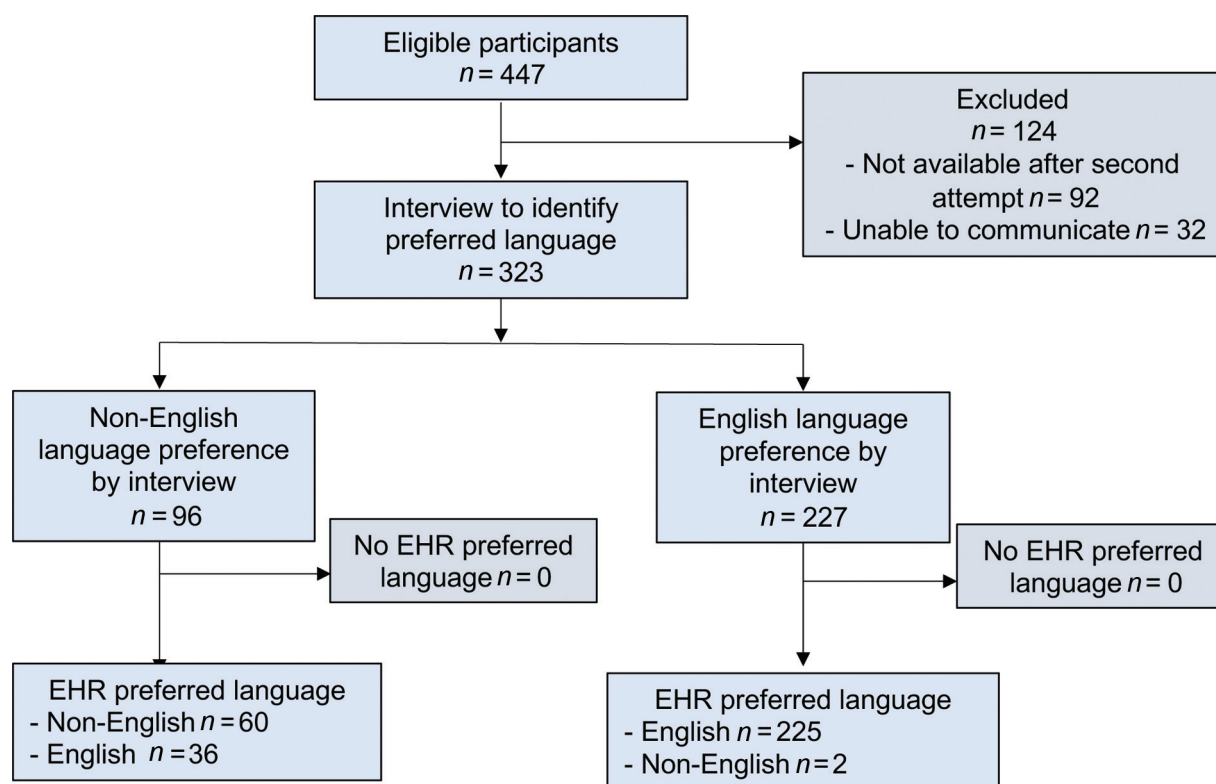 Eligible participants
n = 447
Excluded
n = 124
- Not available after second
attempt n = 92
- Unable to communicate n = 32
Interview to identify
preferred language
n = 323
Non-English
language preference
by interview
n = 96
English language
preference by
interview
n = 227
No EHR preferred
language n = 0
No EHR preferred
language n = 0
EHR preferred language
- Non-English n = 60
- English n = 36
EHR preferred language
- English n = 225
- Non-English n = 2